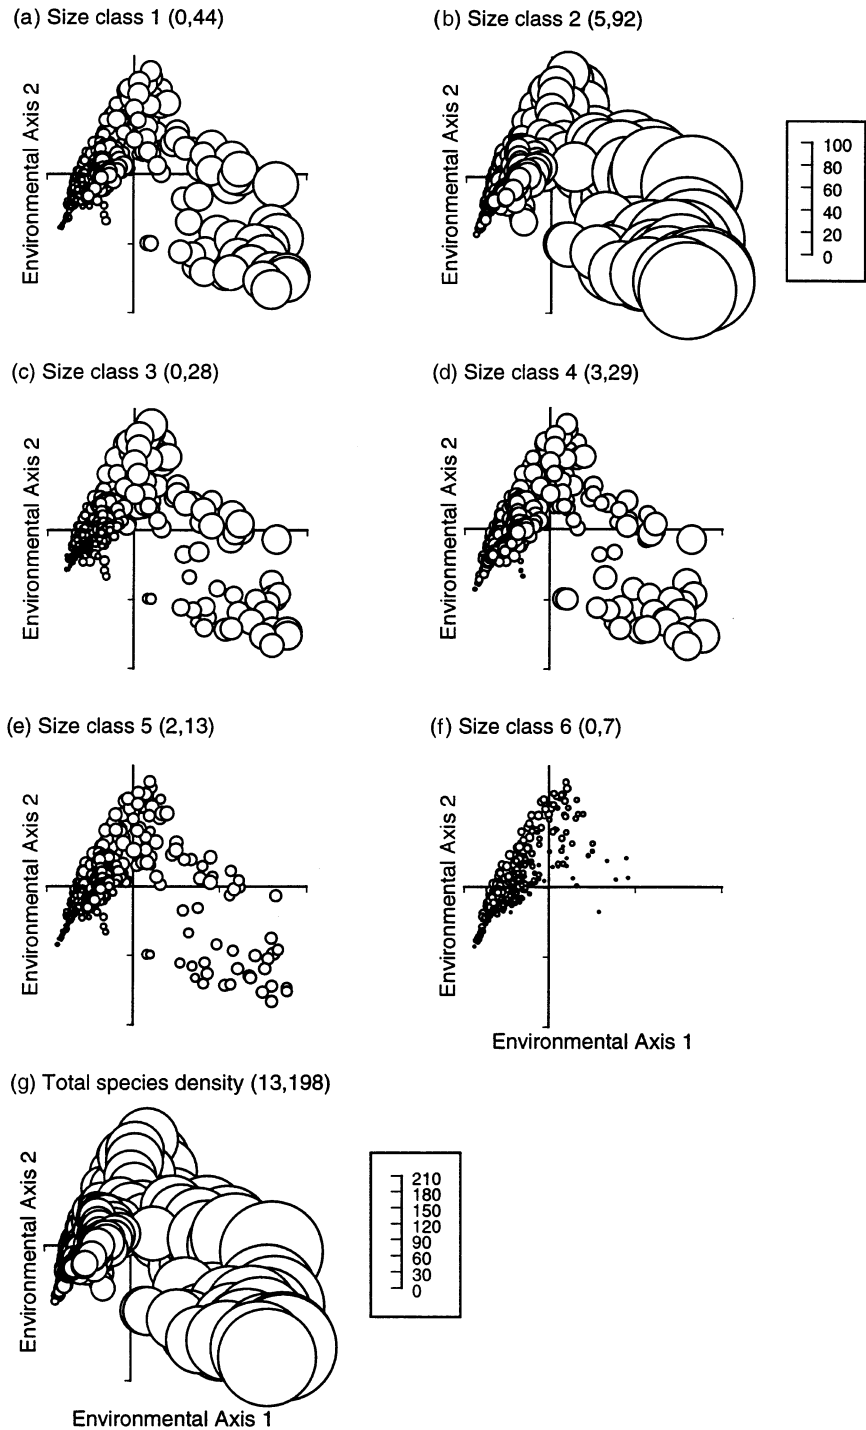 (a) Size class 1 (0,44)
(b) Size class 2 (5,92)
Environmental Axis 2
Environmental Axis 2
100
80
60
40
20
0
(c) Size class 3 (0,28)
(d) Size class 4 (3,29)
Environmental Axis 2
Environmental Axis 2
(e) Size class 5 (2,13)
(f) Size class 6 (0,7)
Environmental Axis 2
Environmental Axis 2
Environmental Axis 1
(g) Total species density (13,198)
Environmental Axis 2
210
180
150
120
90
60
30
0
Environmental Axis 1